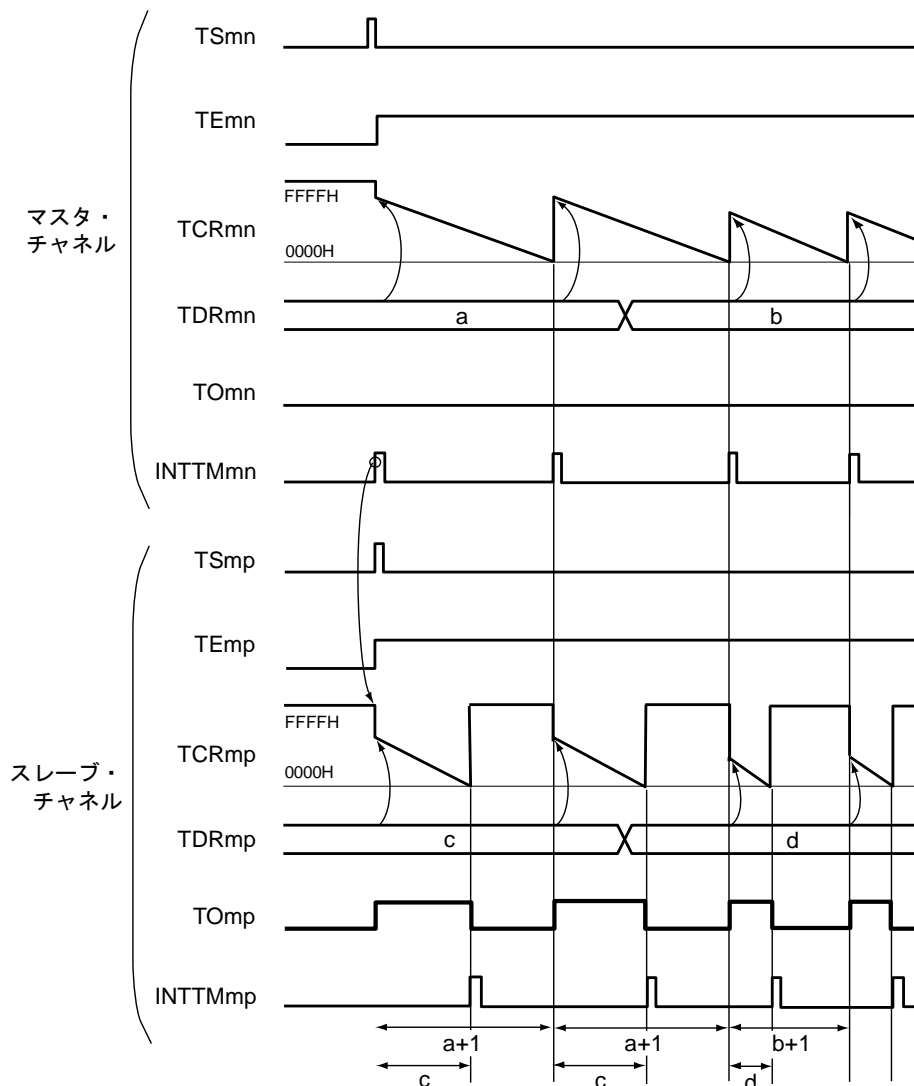 TSmn
TEmn
FFFFH
マスタ・
チャネル
TCRmn
0000H
TDRmn
a
b
TOmn
INTTMmn
TSmp
TEmp
FFFFH
TCRmp
スレーブ・
チャネル
0000H
TDRmp
c
d
TOmp
INTTMmp
a+1
a+1
b+1
c
c
d